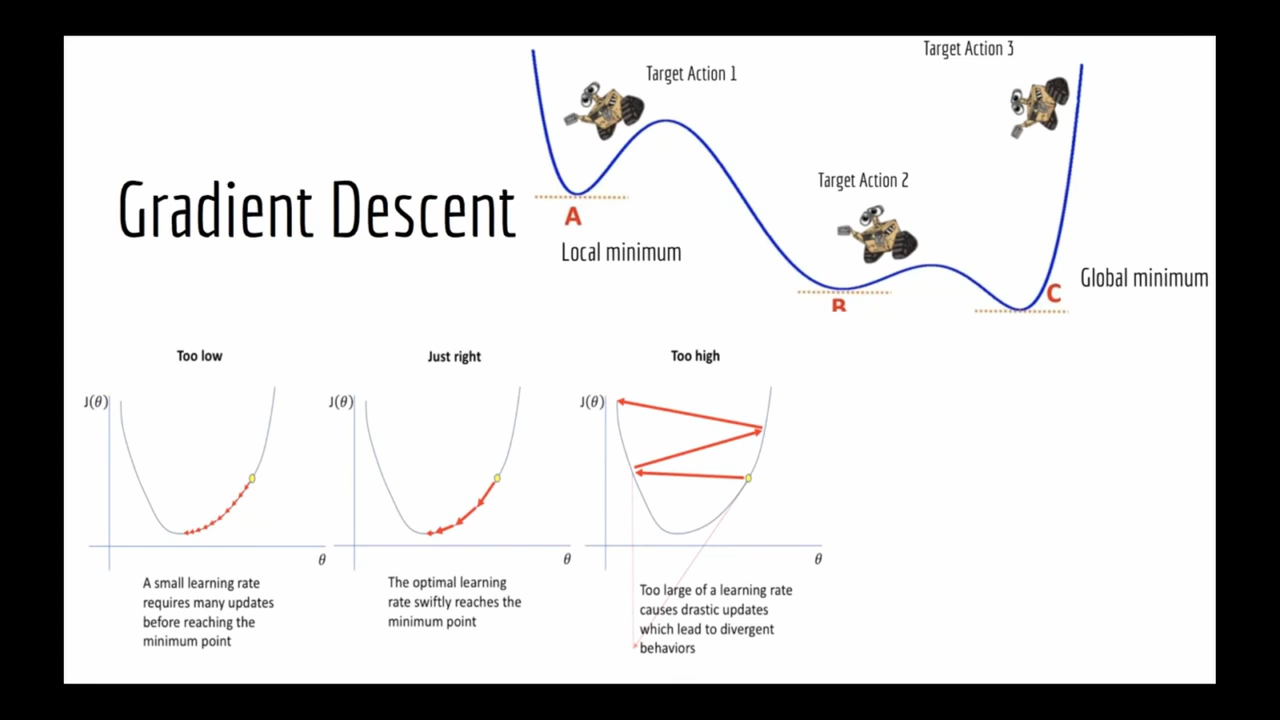 Gradient Descent
Target Action 1
Target Action 2
Target Action 3
A
Local minimum
B
C
Global minimum
Too low
J(θ)
θ
A small learning rate
requires many updates
before reaching the
minimum point
Just right
J(θ)
θ
The optimal learning
rate swiftly reaches the
minimum point
Too high
J(θ)
θ
Too large of a learning rate
causes drastic updates
which lead to divergent
behaviors